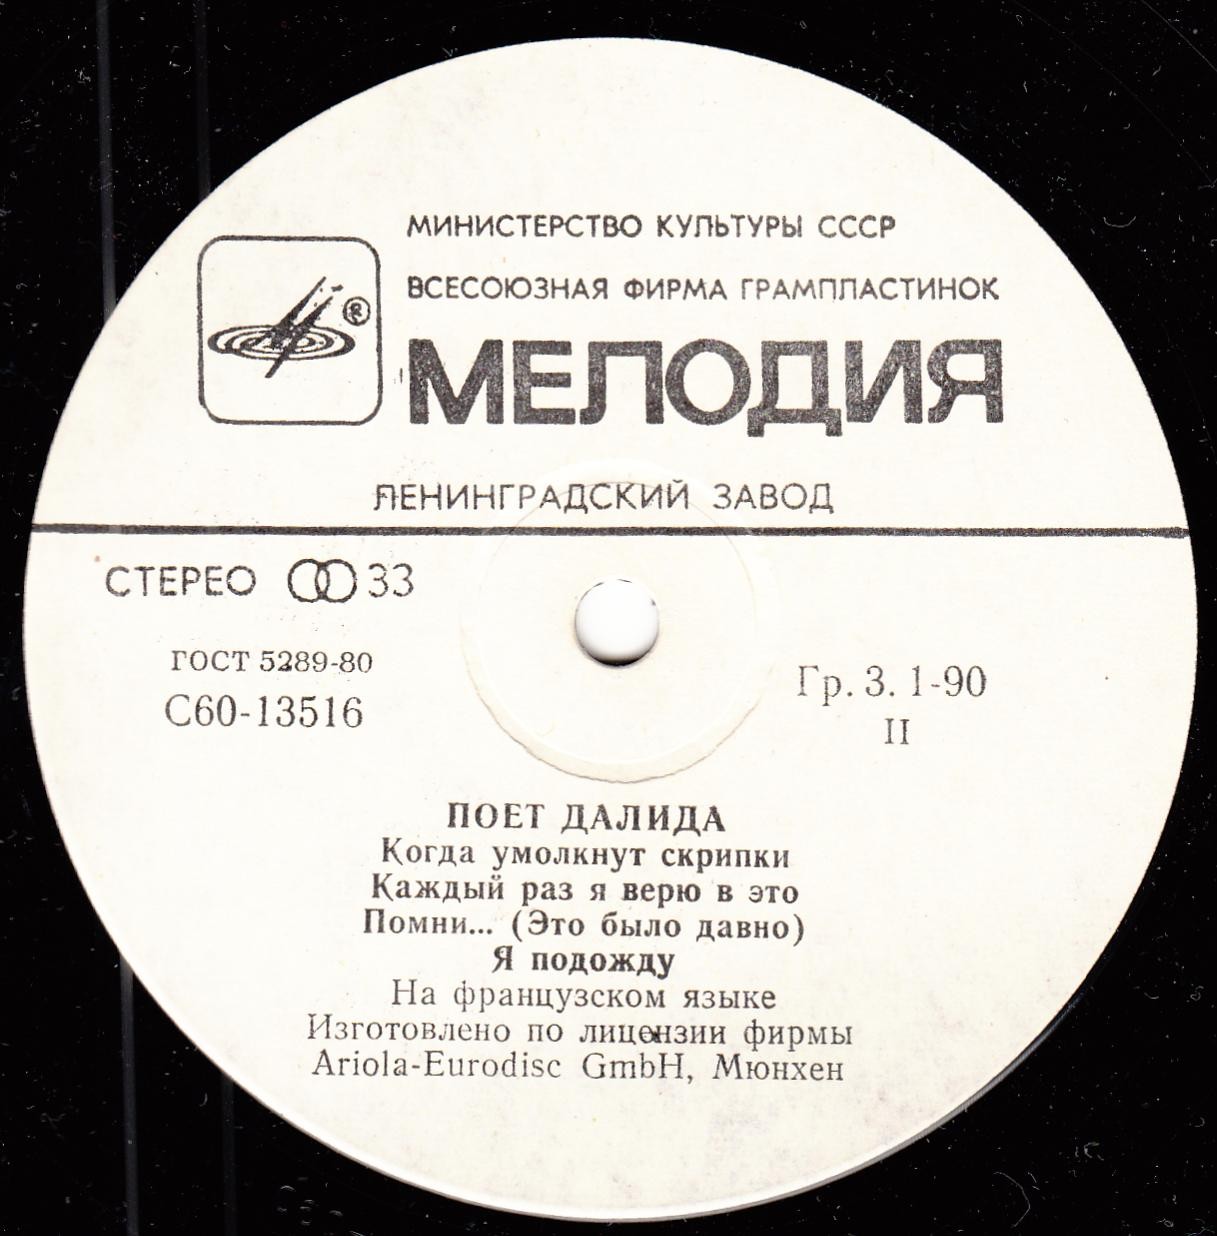 МИНИСТЕРСТВО КУЛЬТУРЫ СССР
ВСЕСОЮЗНАЯ ФИРМА ГРАМПЛАСТИНОК
®
МЕЛОДИЯ
ЛЕНИНГРАДСКИЙ ЗАВОД
СТЕРЕО 33
ГОСТ 5289-80
С60-13516
Гр. 3. 1-90
II
ПОЕТ ДАЛИДА
Когда умолкнут скрипки
Каждый раз я верю в это
Помни... (Это было давно)
Я подожду
На французском языке
Изготовлено по лицензии фирмы
Ariola-Eurodisc GmbH, Мюнхен